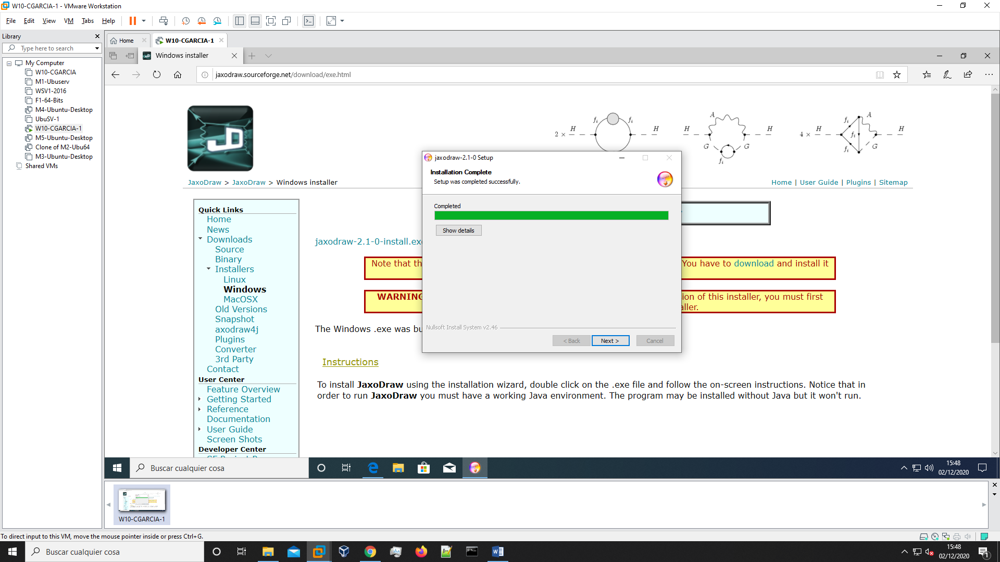 W10-CGARCIA-1 - VMware Workstation
File Edit View VM Tabs Help
Library
Type here to search
My Computer
W10-CGARCIA
M1-Ubuserv
WSV1-2016
F1-64-Bits
M4-Ubuntu-Desktop
UbuSV-1
W10-CGARCIA-1
M5-Ubuntu-Desktop
Clone of M2-Ubu64
M3-Ubuntu-Desktop
Shared VMs
Home
W10-CGARCIA-1
Windows installer
jaxodraw.sourceforge.net/download/exe.html
JD
2 × H fi fi H
H A G G fi H
4 × H fi A fi fi G H
JaxoDraw > JaxoDraw > Windows installer
Home | User Guide | Plugins | Sitemap
Quick Links
Home
News
Downloads
Source
Binary
Installers
Linux
Windows
MacOSX
Old Versions
Snapshot
axodraw4j
Plugins
Converter
3rd Party
Contact
User Center
Feature Overview
Getting Started
Reference
Documentation
User Guide
Screen Shots
Developer Center
jaxodraw-2.1-0-install.exe
Note that th
You have to download and install it
WARNING
ion of this installer, you must first
aller.
The Windows .exe was bu
Instructions
To install JaxoDraw using the installation wizard, double click on the .exe file and follow the on-screen instructions. Notice that in
order to run JaxoDraw you must have a working Java environment. The program may be installed without Java but it won't run.
jaxodraw-2.1-0 Setup
Installation Complete
Setup was completed successfully.
Completed
Show details
Nullsoft Install System v2.46
< Back Next > Cancel
Buscar cualquier cosa
15:48
02/12/2020
W10-CGARCIA-1
To direct input to this VM, move the mouse pointer inside or press Ctrl+G.
Buscar cualquier cosa
15:48
02/12/2020
1